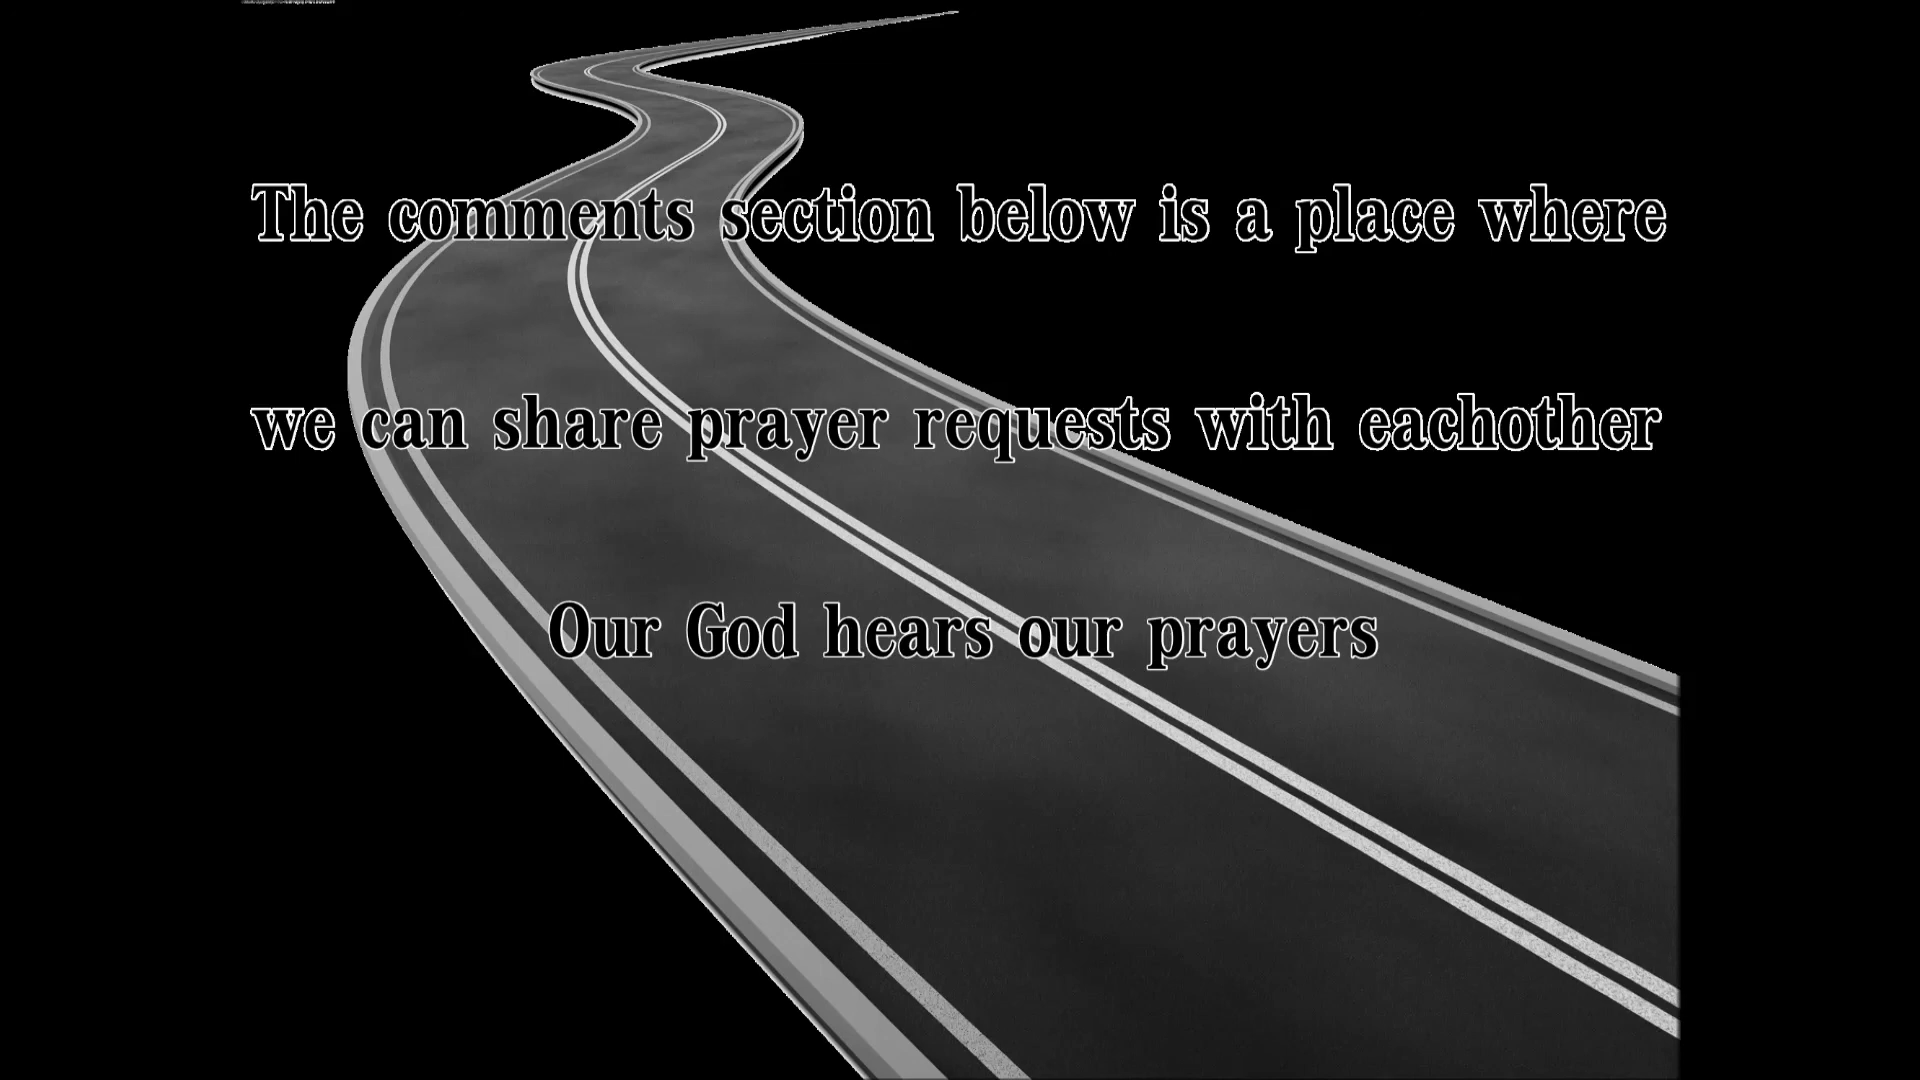 The comments section below is a place where
we can share prayer requests with eachother
Our God hears our prayers